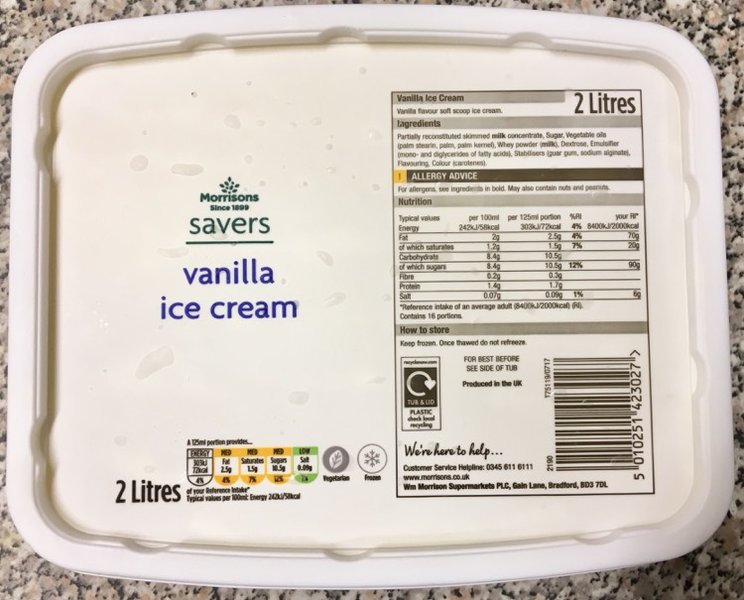 Morrisons
Since 1899
savers
vanilla
ice cream
A 125ml portion provides...
ENERGY 303kJ 72kcal 4%
MED Fat 2.5g 4%
MED Saturates 1.5g 7%
MED Sugars 10.5g 12%
LOW Salt 0.09g 1%
of your Reference Intake*
Typical values per 100ml: Energy 242kJ/58kcal
2 Litres
Vegetarian
Frozen
Vanilla Ice Cream
2 Litres
Vanilla flavour soft scoop ice cream.
Ingredients
Partially reconstituted skimmed milk concentrate, Sugar, Vegetable oils
(palm stearin, palm, palm kernel), Whey powder (milk), Dextrose, Emulsifier
(mono- and diglycerides of fatty acids), Stabilisers (guar gum, sodium alginate),
Flavouring, Colour (carotenes).
! ALLERGY ADVICE
For allergens, see ingredients in bold. May also contain nuts and peanuts.
Nutrition
Typical values per 100ml per 125ml portion %RI your RI*
Energy 242kJ/58kcal 303kJ/72kcal 4% 8400kJ/2000kcal
Fat 2g 2.5g 4% 70g
of which saturates 1.2g 1.5g 7% 20g
Carbohydrate 8.4g 10.5g
of which sugars 8.4g 10.5g 12% 90g
Fibre 0.2g 0.3g
Protein 1.4g 1.7g
Salt 0.07g 0.09g 1% 6g
*Reference intake of an average adult (8400kJ/2000kcal) (RI).
Contains 16 portions.
How to store
Keep frozen. Once thawed do not refreeze.
recyclenow.com
TUB & LID
PLASTIC
check local
recycling
FOR BEST BEFORE
SEE SIDE OF TUB
Produced in the UK
T75119/0717
2190
5 010251 423027 >
We're here to help...
Customer Service Helpline: 0345 611 6111
www.morrisons.co.uk
Wm Morrison Supermarkets PLC, Gain Lane, Bradford, BD3 7DL